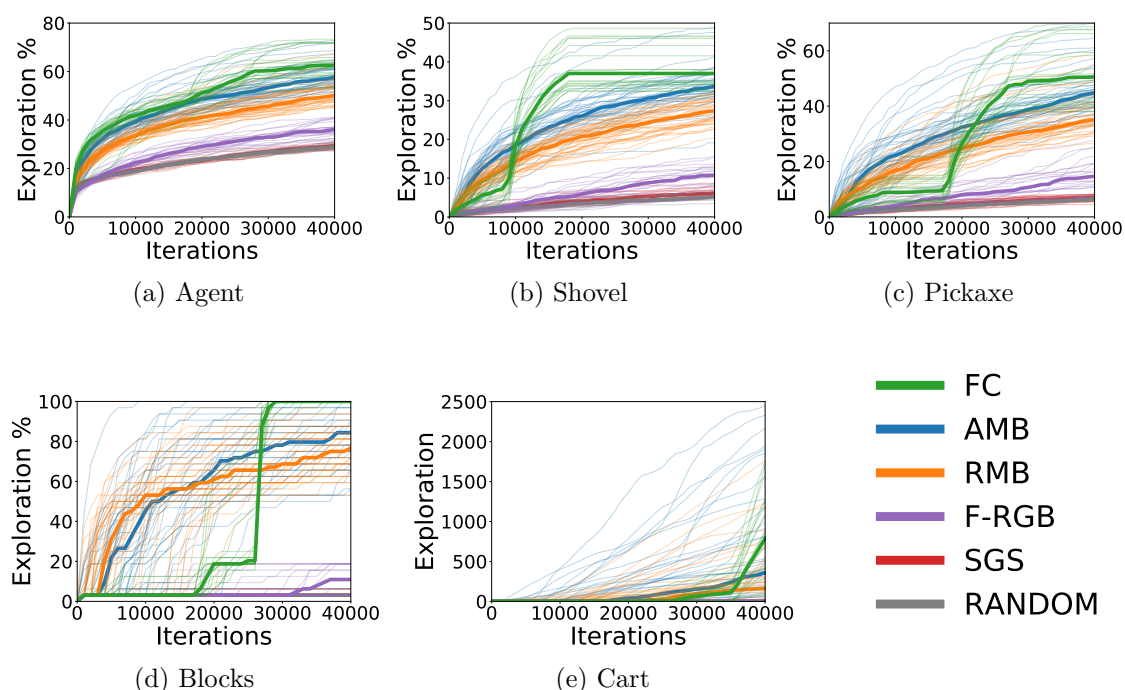 80
60
40
20
0
Exploration %
0 10000 20000 30000 40000
Iterations
(a) Agent
50
40
30
20
10
0
Exploration %
0 10000 20000 30000 40000
Iterations
(b) Shovel
60
40
20
0
Exploration %
0 10000 20000 30000 40000
Iterations
(c) Pickaxe
100
80
60
40
20
0
Exploration %
0 10000 20000 30000 40000
Iterations
(d) Blocks
2500
2000
1500
1000
500
0
Exploration
0 10000 20000 30000 40000
Iterations
(e) Cart
FC
AMB
RMB
F-RGB
SGS
RANDOM